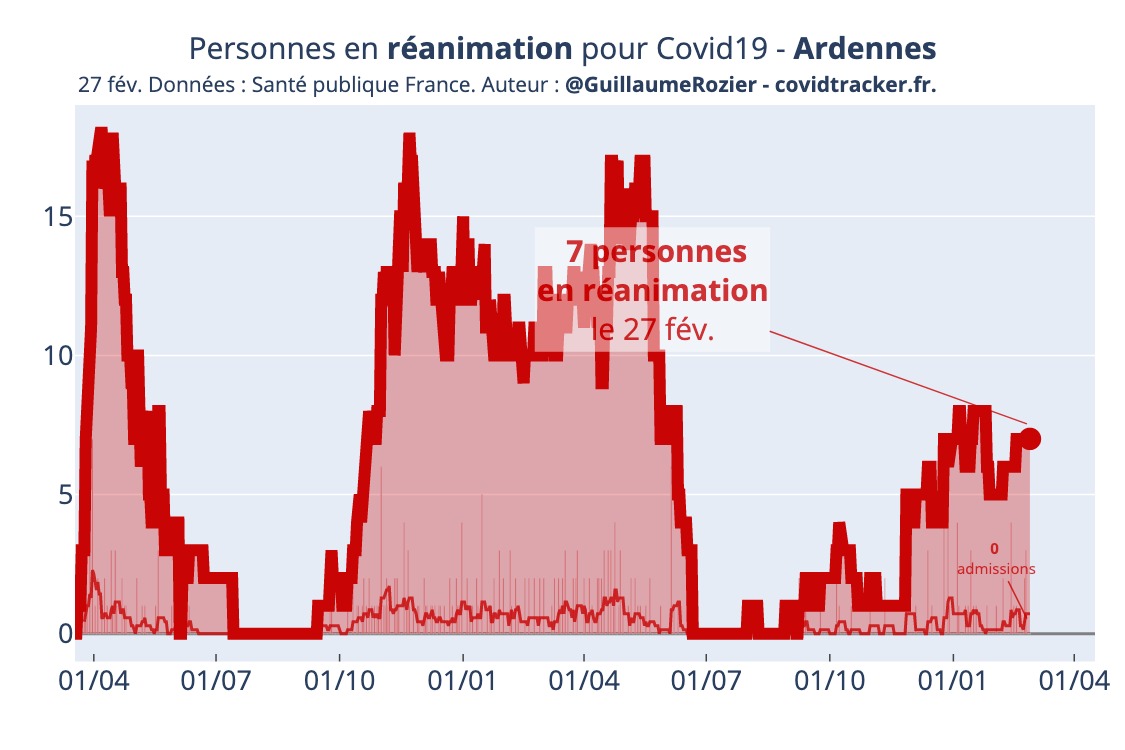 Personnes en réanimation pour Covid19 - Ardennes
27 fév. Données : Santé publique France. Auteur : @GuillaumeRozier - covidtracker.fr.
15
10
5
0
7 personnes
en réanimation
le 27 fév.
0
admissions
01/04
01/07
01/10
01/01
01/04
01/07
01/10
01/01
01/04